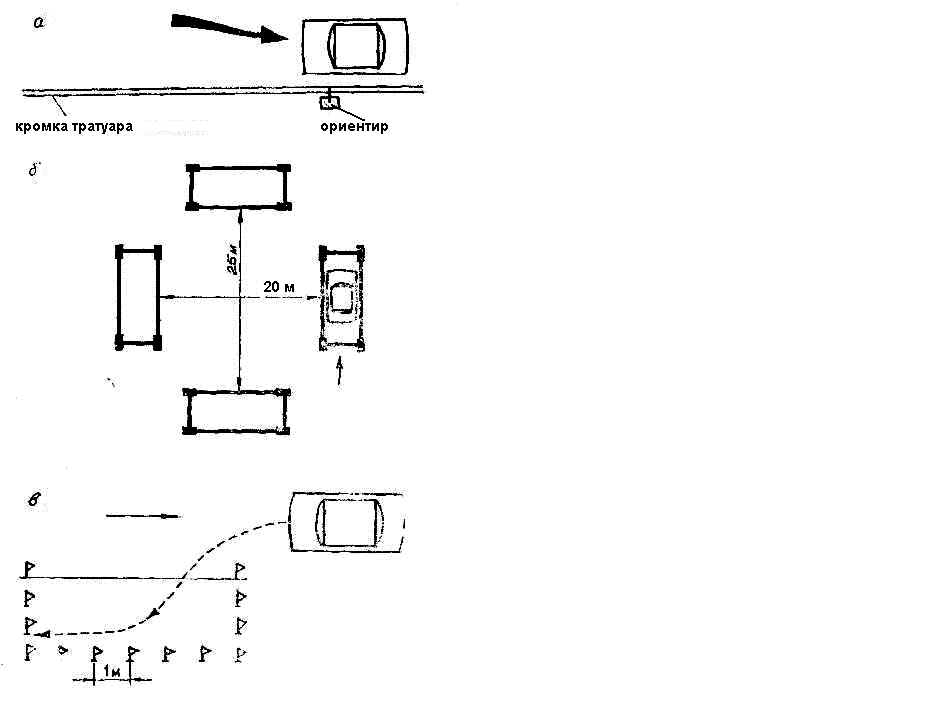 а
кромка тратуара
ориентир
б
25 м
20 м
в
1м